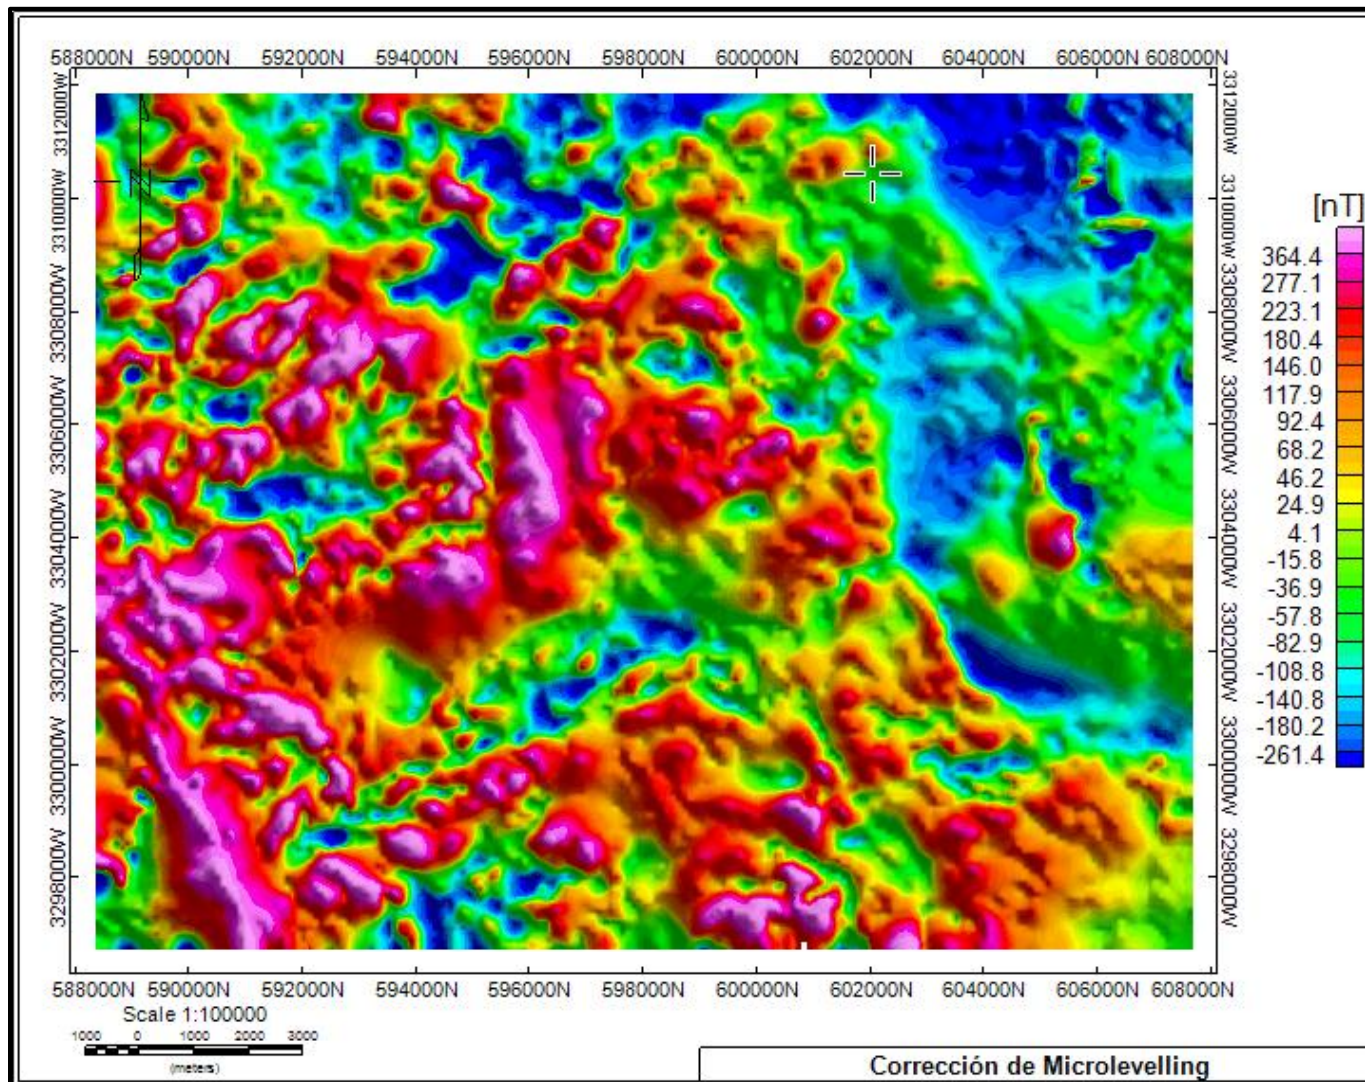 588000N 590000N 592000N 594000N 596000N 598000N 600000N 602000N 604000N 606000N 608000N
3312000W
3310000W
3308000W
3306000W
3304000W
3302000W
3300000W
3298000W
N
3312000W
3310000W
3308000W
3306000W
3304000W
3302000W
3300000W
3298000W
[nT]
364.4
277.1
223.1
180.4
146.0
117.9
92.4
68.2
46.2
24.9
4.1
-15.8
-36.9
-57.8
-82.9
-108.8
-140.8
-180.2
-261.4
588000N 590000N 592000N 594000N 596000N 598000N 600000N 602000N 604000N 606000N 608000N
Scale 1:100000
1000 0 1000 2000 3000
(meters)
Corrección de Microlevelling